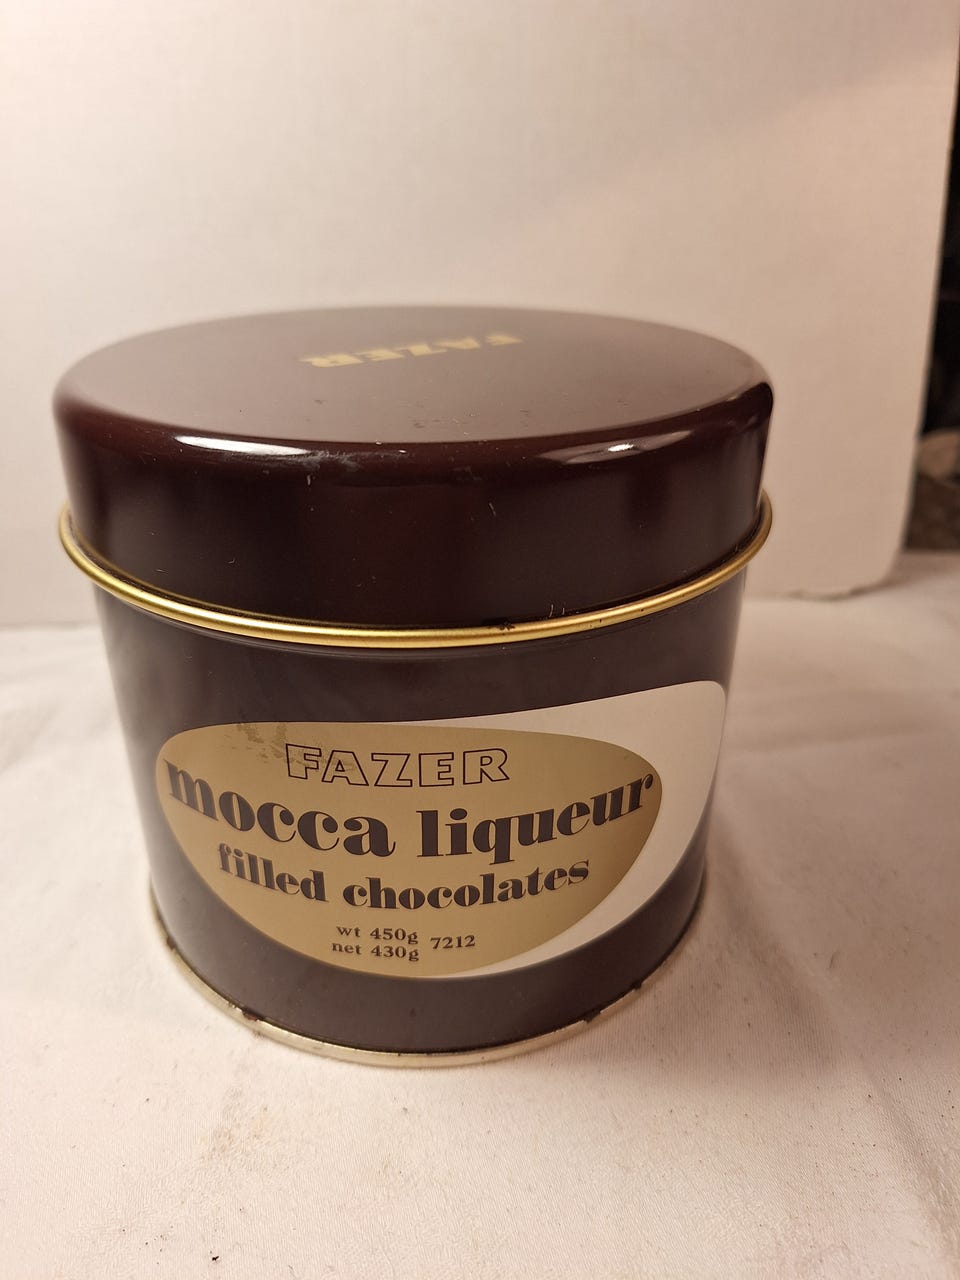 FAZER
FAZER
mocca liqueur
filled chocolates
wt 450g 7212
net 430g